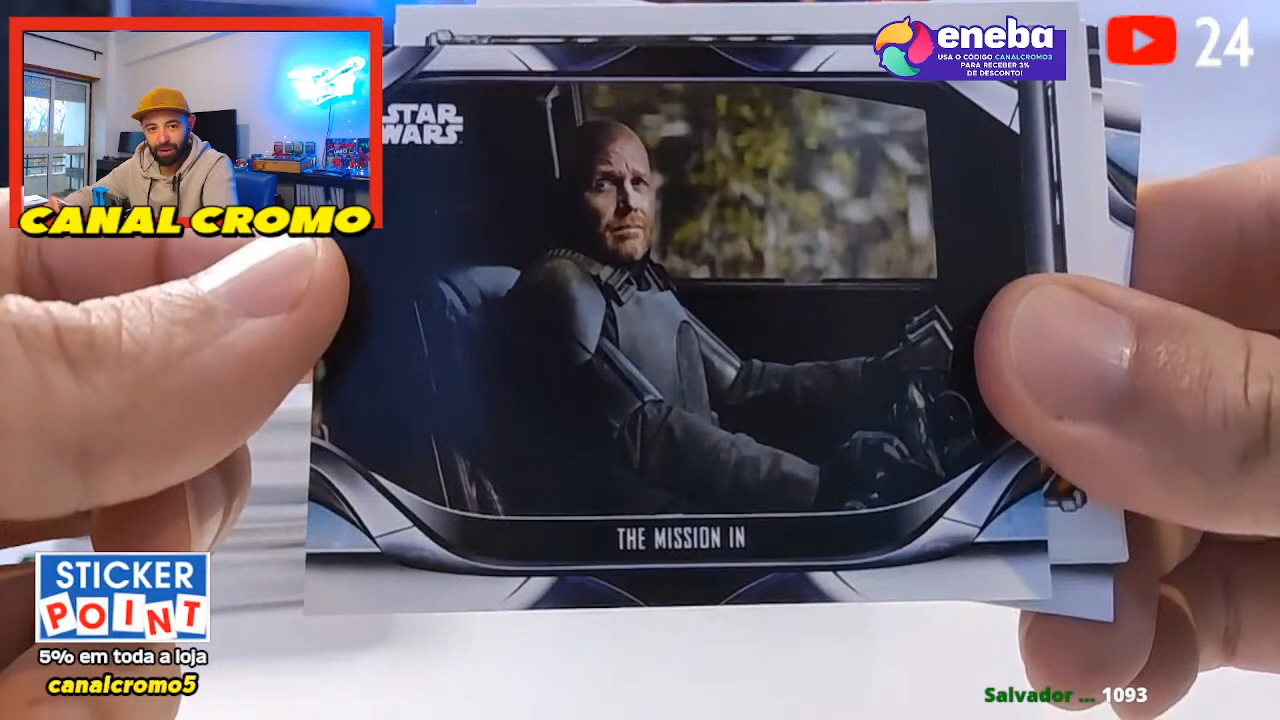 STAR
WARS
eneba
USA O CÓDIGO CANALCROMO3
PARA RECEBER 3%
DE DESCONTO!
24
CANAL CROMO
THE MISSION IN
STICKER
POINT
5% em toda a loja
canalcromo5
Salvador ... 1093